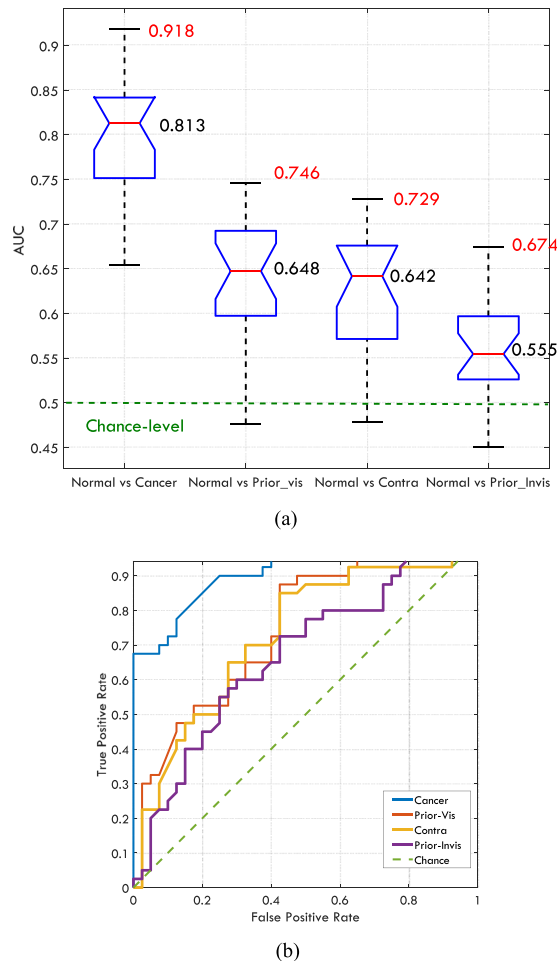 0.9
0.85
0.8
0.75
0.7
0.65
0.6
0.55
0.5
0.45
AUC
0.918
0.813
0.746
0.648
0.729
0.642
0.674
0.555
Chance-level
Normal vs Cancer Normal vs Prior_vis Normal vs Contra Normal vs Prior_Invis
(a)
0.9
0.8
0.7
0.6
0.5
0.4
0.3
0.2
0.1
0
True Positive Rate
Cancer
Prior-Vis
Contra
Prior-Invis
Chance
0 0.2 0.4 0.6 0.8 1
False Positive Rate
(b)